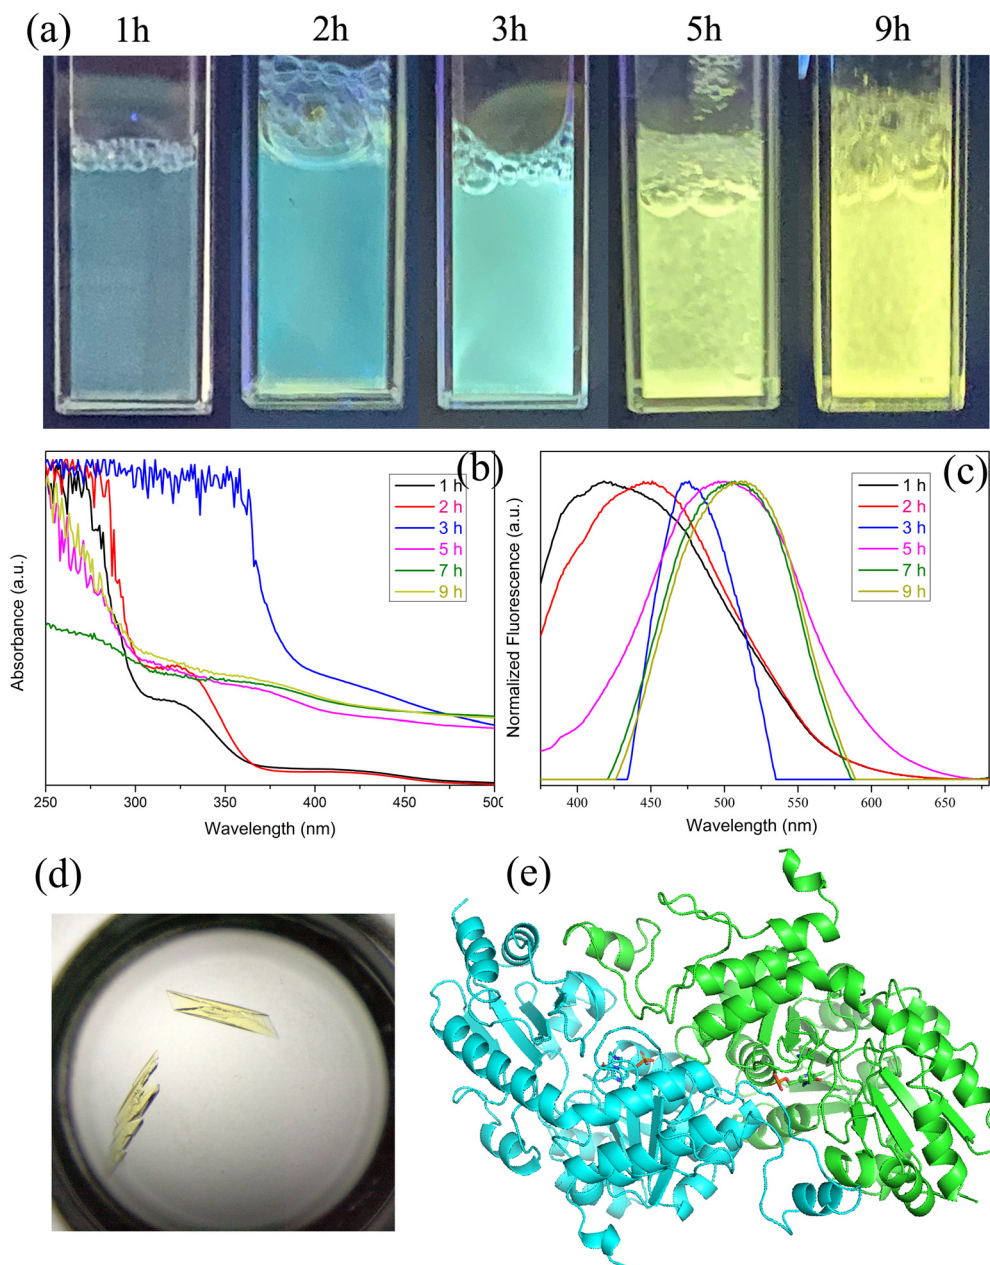 (a) 1h 2h 3h 5h 9h
(b)
Absorbance (a.u.)
1 h
2 h
3 h
5 h
7 h
9 h
250 300 350 400 450 500
Wavelength (nm)
(c)
Normalized Fluorescence (a.u.)
1 h
2 h
3 h
5 h
7 h
9 h
400 450 500 550 600 650
Wavelength (nm)
(d)
(e)